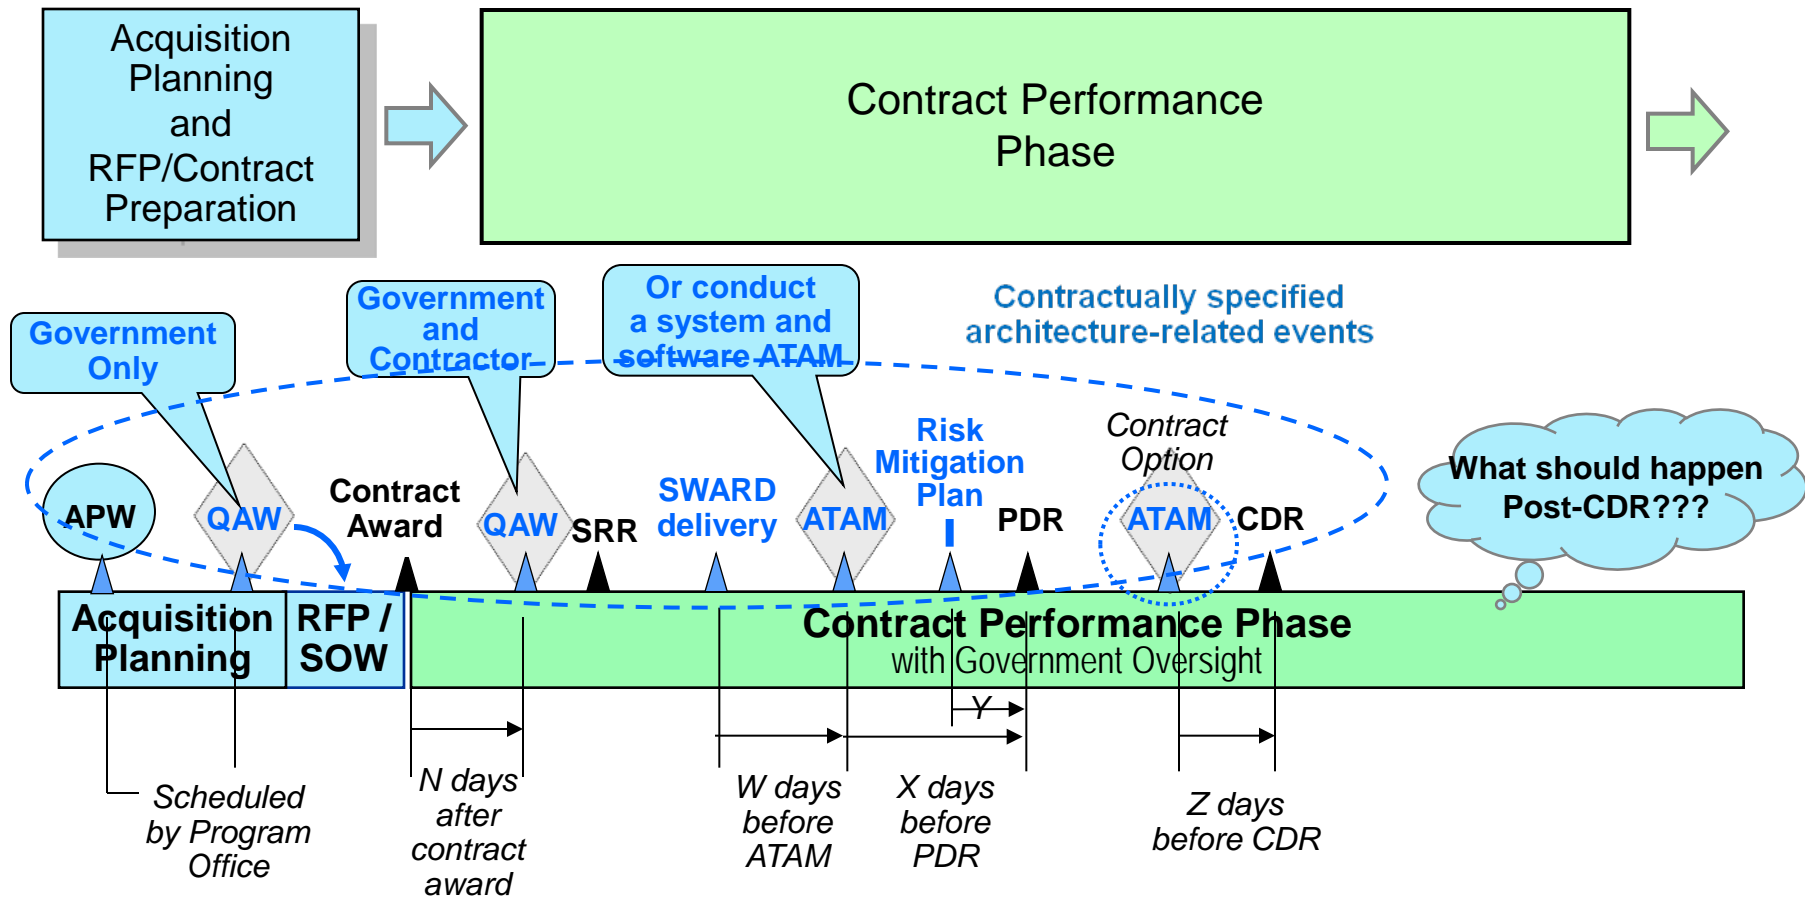 Acquisition
Planning
and
RFP/Contract
Preparation
Contract Performance
Phase
Government
Only
Government
and
Contractor
Or conduct
a system and
software ATAM
Contractually specified
architecture-related events
APW
QAW
Contract
Award
QAW
SRR
SWARD
delivery
ATAM
Risk
Mitigation
Plan
PDR
Contract
Option
ATAM
CDR
What should happen
Post-CDR???
Acquisition
Planning
RFP /
SOW
Contract Performance Phase
with Government Oversight
Y
Scheduled
by Program
Office
N days
after
contract
award
W days
before
ATAM
X days
before
PDR
Z days
before CDR